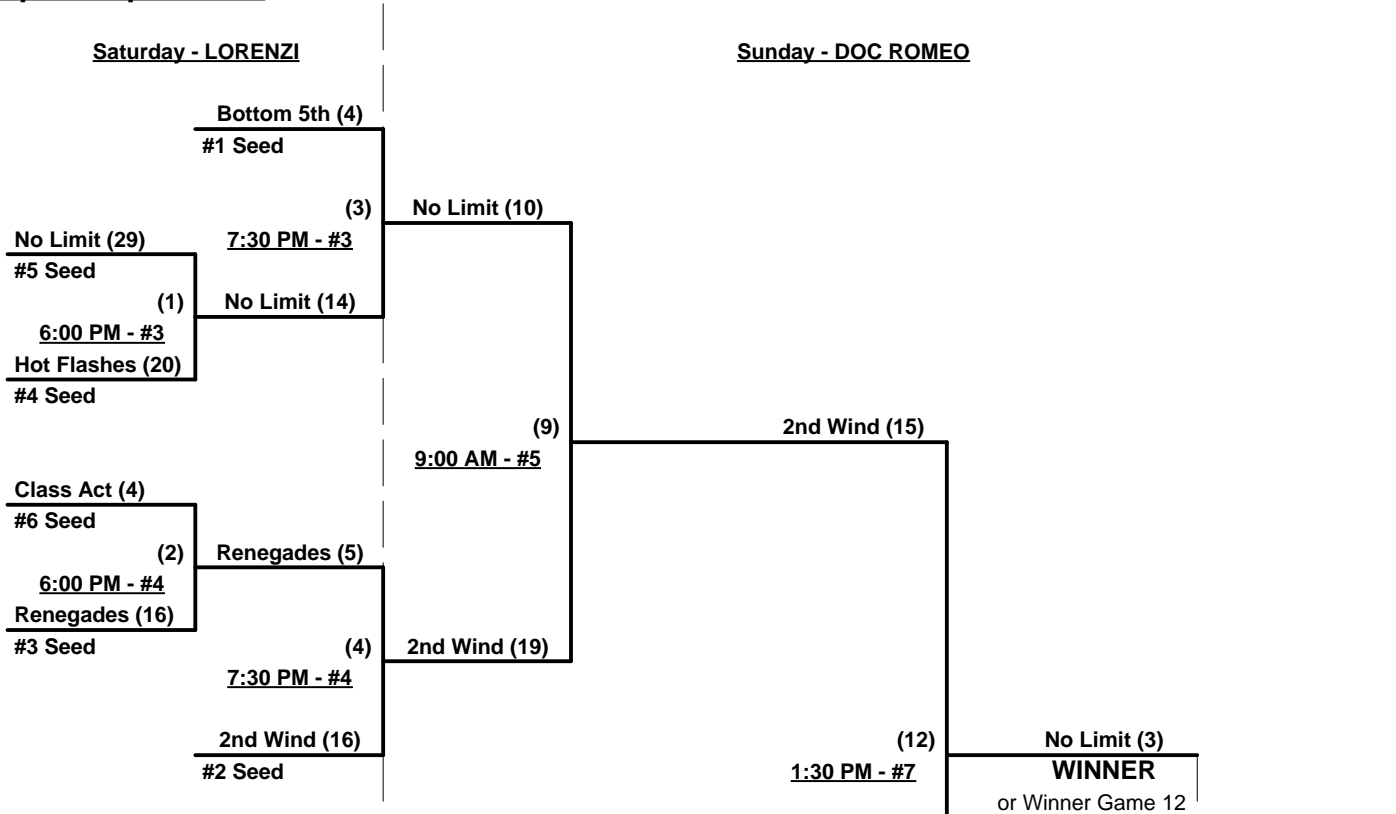 Saturday - LORENZI
Sunday - DOC ROMEO
Bottom 5th (4)
#1 Seed
(3)
No Limit (10)
7:30 PM - #3
No Limit (29)
#5 Seed
(1)
No Limit (14)
6:00 PM - #3
Hot Flashes (20)
#4 Seed
(9)
2nd Wind (15)
9:00 AM - #5
Class Act (4)
#6 Seed
(2)
Renegades (5)
6:00 PM - #4
Renegades (16)
#3 Seed
(4)
2nd Wind (19)
7:30 PM - #4
2nd Wind (16)
#2 Seed
(12)
No Limit (3)
1:30 PM - #7
WINNER
or Winner Game 12